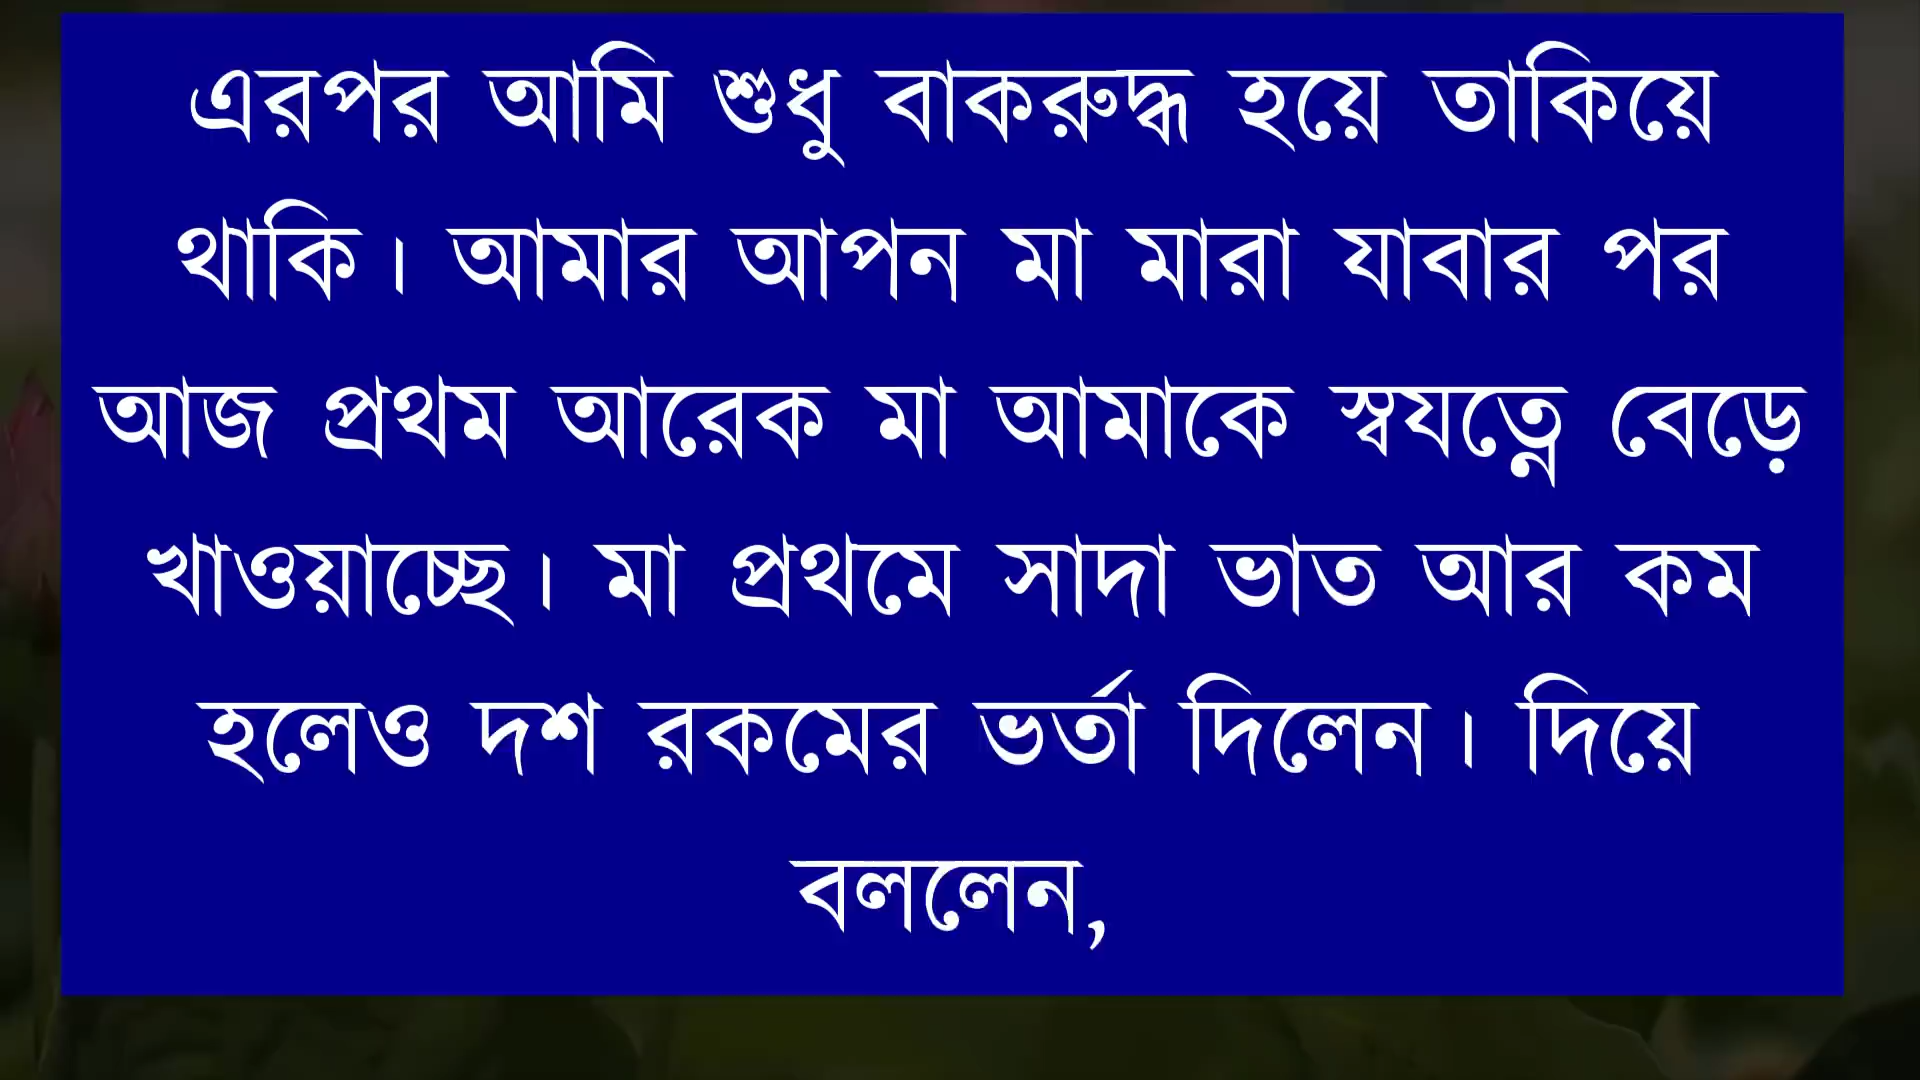 এরপর আমি শুধু বাকরুদ্ধ হয়ে তাকিয়ে
থাকি। আমার আপন মা মারা যাবার পর
আজ প্রথম আরেক মা আমাকে স্বযত্নে বেড়ে
খাওয়াচ্ছে। মা প্রথমে সাদা ভাত আর কম
হলেও দশ রকমের ভর্তা দিলেন। দিয়ে
বললেন,